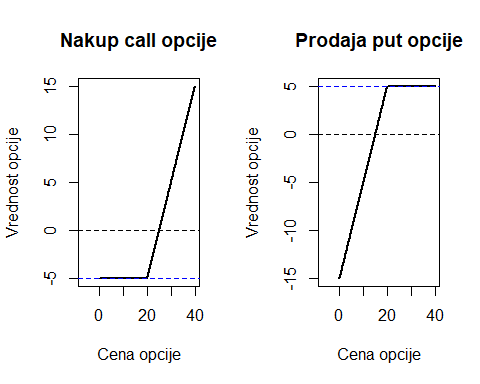 Nakup call opcije
Vrednost opcije
15
10
5
0
-5
0
20
40
Cena opcije
Prodaja put opcije
Vrednost opcije
5
0
-5
-10
-15
0
20
40
Cena opcije